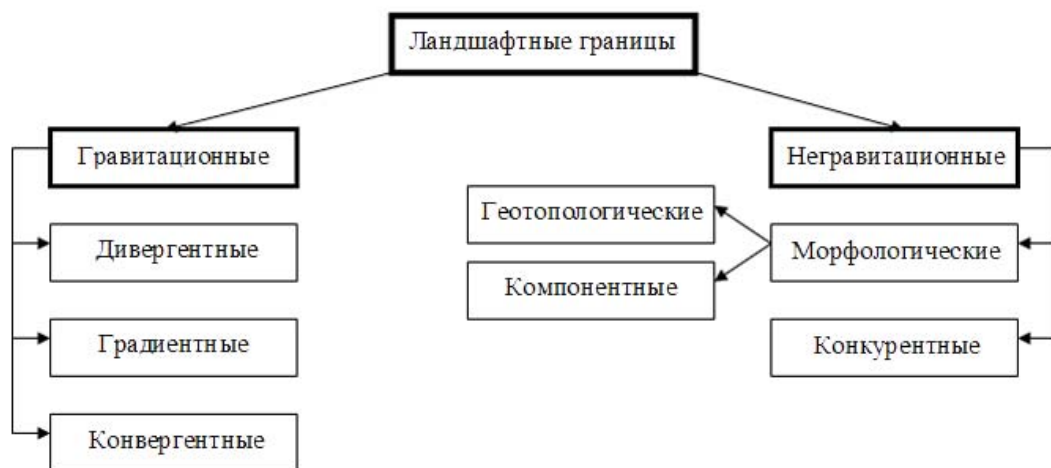 Ландшафтные границы
Гравитационные
Негравитационные
Геотопологические
Дивергентные
Морфологические
Компонентные
Градиентные
Конкурентные
Конвергентные